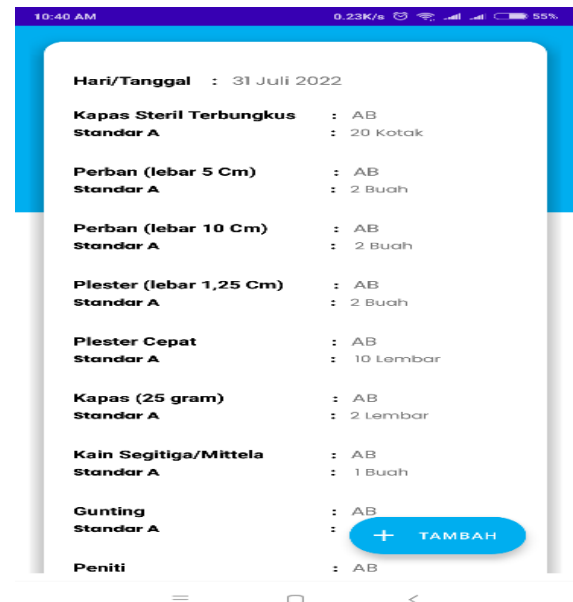 10:40 AM 0.23K/s 55%
Hari/Tanggal : 31 Juli 2022
Kapas Steril Terbungkus : AB
Standar A : 20 Kotak
Perban (lebar 5 Cm) : AB
Standar A : 2 Buah
Perban (lebar 10 Cm) : AB
Standar A : 2 Buah
Plester (lebar 1,25 Cm) : AB
Standar A : 2 Buah
Plester Cepat : AB
Standar A : 10 Lembar
Kapas (25 gram) : AB
Standar A : 2 Lembar
Kain Segitiga/Mittela : AB
Standar A : 1 Buah
Gunting : AB
Standar A :
+ TAMBAH
Peniti : AB